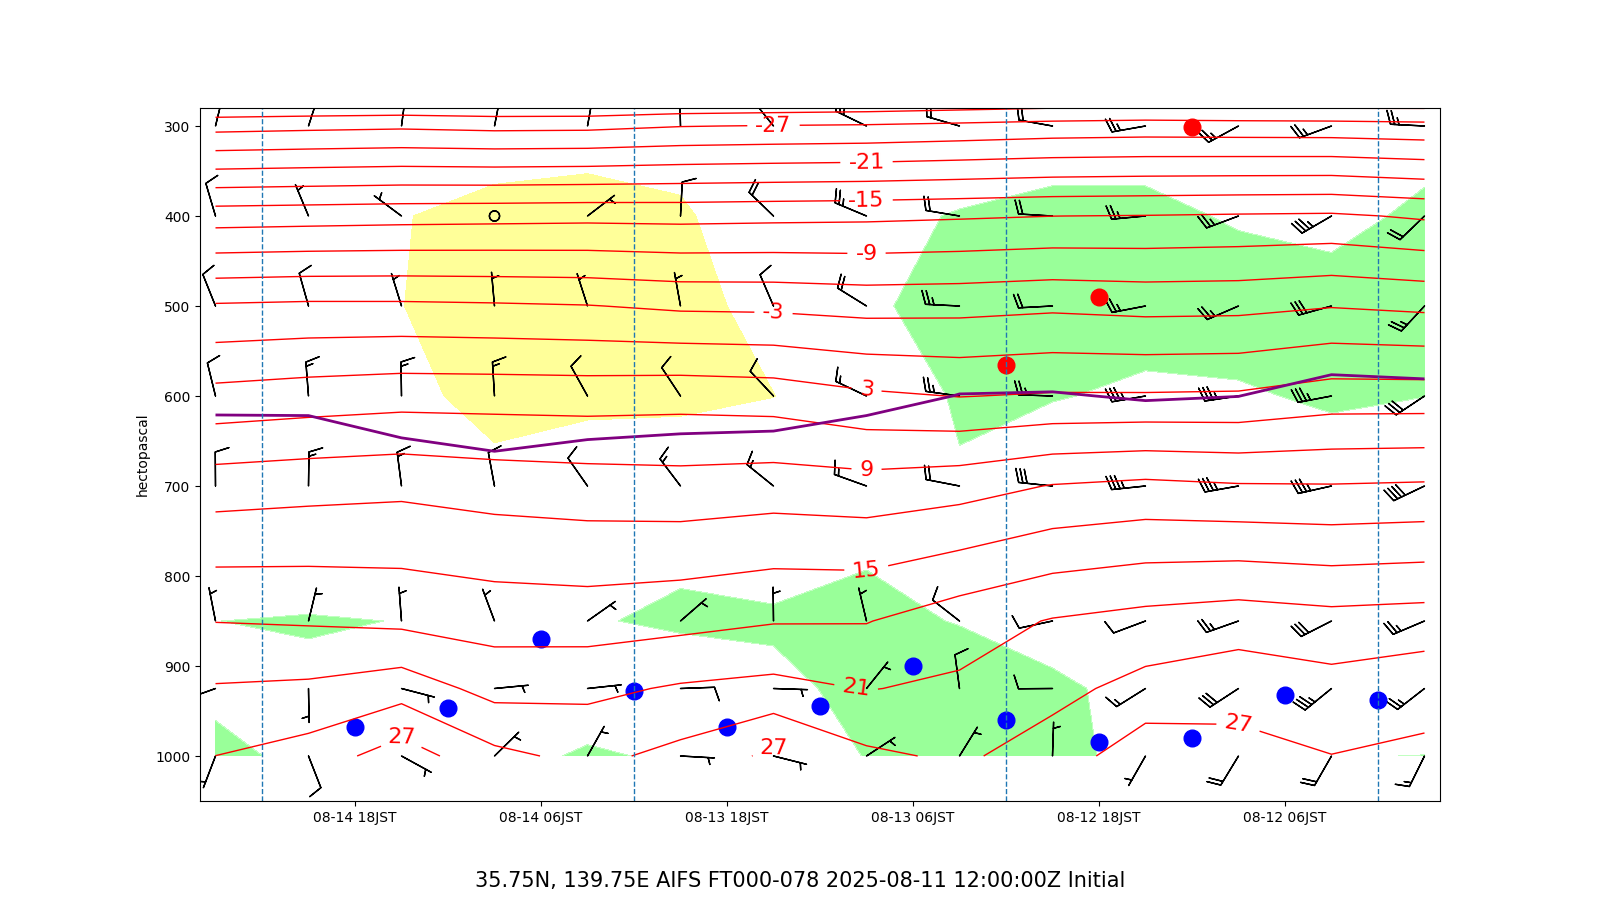 300
400
500
600
700
800
900
1000
hectopascal
-27
-21
-15
-9
-3
3
9
15
21
27
27
27
08-14 18JST
08-14 06JST
08-13 18JST
08-13 06JST
08-12 18JST
08-12 06JST
35.75N, 139.75E AIFS FT000-078 2025-08-11 12:00:00Z Initial